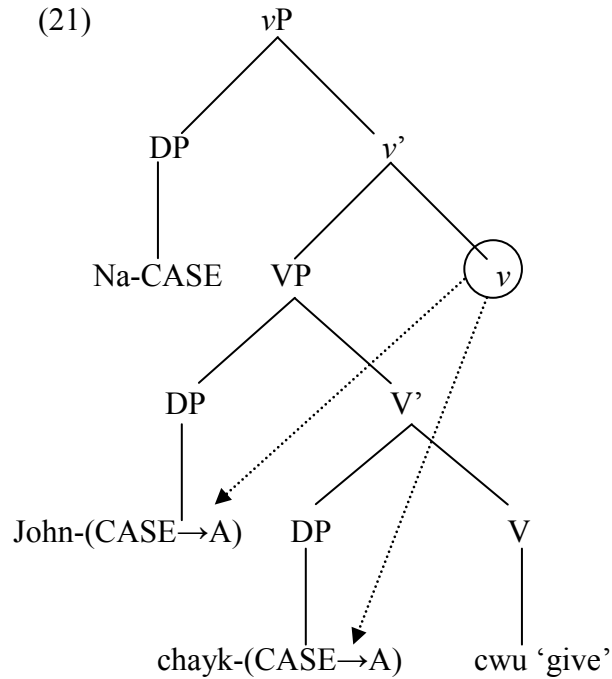 (21) vP
DP v’
Na-CASE VP v
DP V’
John-(CASE→A) DP V
chayk-(CASE→A) cwu ‘give’